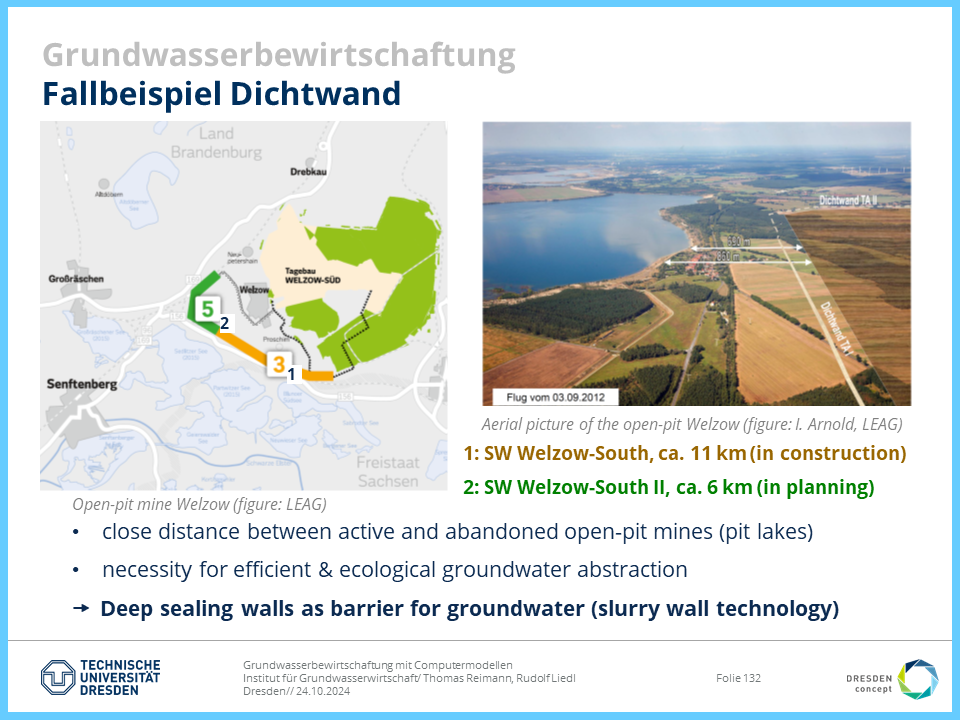 Grundwasserbewirtschaftung
Fallbeispiel Dichtwand
Land
Brandenburg
Drebkau
Altdöbern
Neu-
petershain
Großräschen
Tagebau
WELZOW-SÜD
Welzow
5
2
Proschim
3
1
Senftenberg
Freistaat
Sachsen
Open-pit mine Welzow (figure: LEAG)
Dichtwand TA II
Dichtwand TA I
Flug vom 03.09.2012
Aerial picture of the open-pit Welzow (figure: I. Arnold, LEAG)
1: SW Welzow-South, ca. 11 km (in construction)
2: SW Welzow-South II, ca. 6 km (in planning)
• close distance between active and abandoned open-pit mines (pit lakes)
• necessity for efficient & ecological groundwater abstraction
➞ Deep sealing walls as barrier for groundwater (slurry wall technology)
TECHNISCHE
UNIVERSITÄT
DRESDEN
Grundwasserbewirtschaftung mit Computermodellen
Institut für Grundwasserwirtschaft/ Thomas Reimann, Rudolf Liedl
Dresden// 24.10.2024
Folie 132
DRESDEN
concept